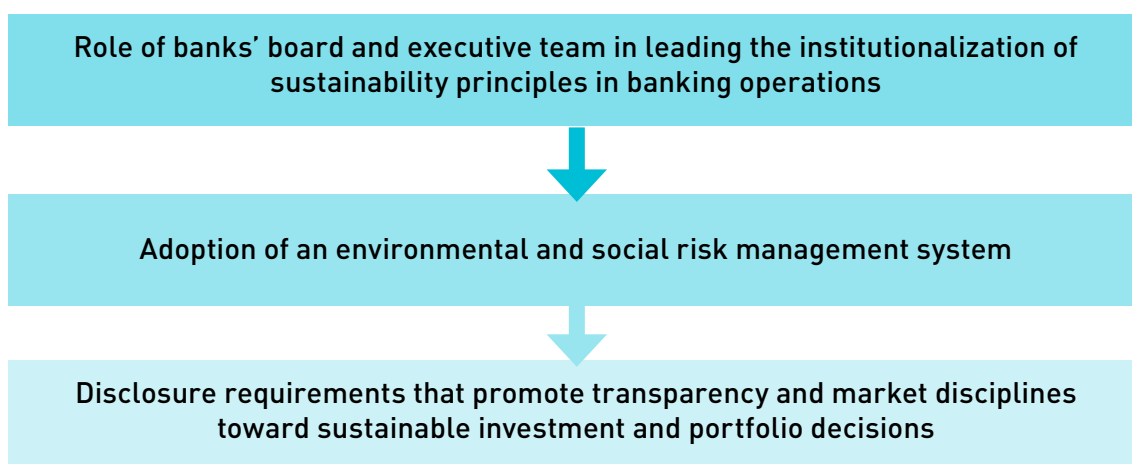 Role of banks’ board and executive team in leading the institutionalization of
sustainability principles in banking operations
Adoption of an environmental and social risk management system
Disclosure requirements that promote transparency and market disciplines
toward sustainable investment and portfolio decisions